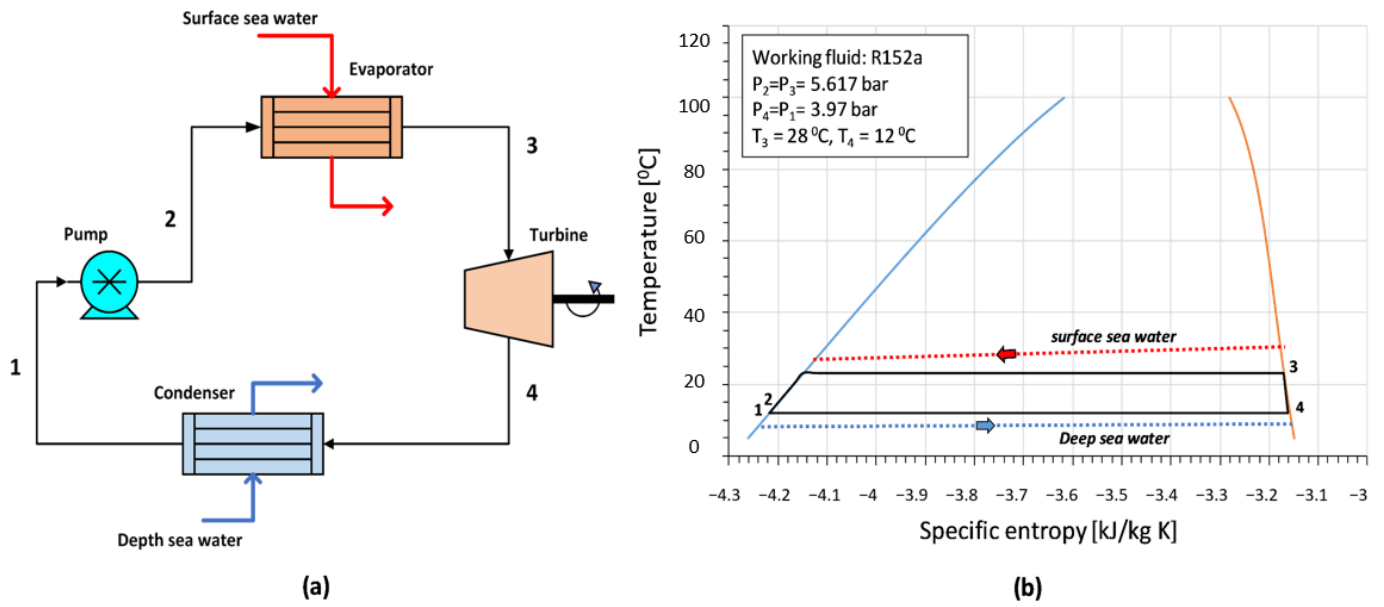 Surface sea water
Evaporator
3
2
Pump
Turbine
1
Condenser
4
Depth sea water
(a)
Temperature [⁰C]
120
100
80
60
40
20
0
Working fluid: R152a
P₂=P₃= 5.617 bar
P₄=P₁= 3.97 bar
T₃ = 28 ⁰C, T₄ = 12 ⁰C
surface sea water
3
2
1
4
Deep sea water
−4.3 −4.2 −4.1 −4 −3.9 −3.8 −3.7 −3.6 −3.5 −3.4 −3.3 −3.2 −3.1 −3
Specific entropy [kJ/kg K]
(b)